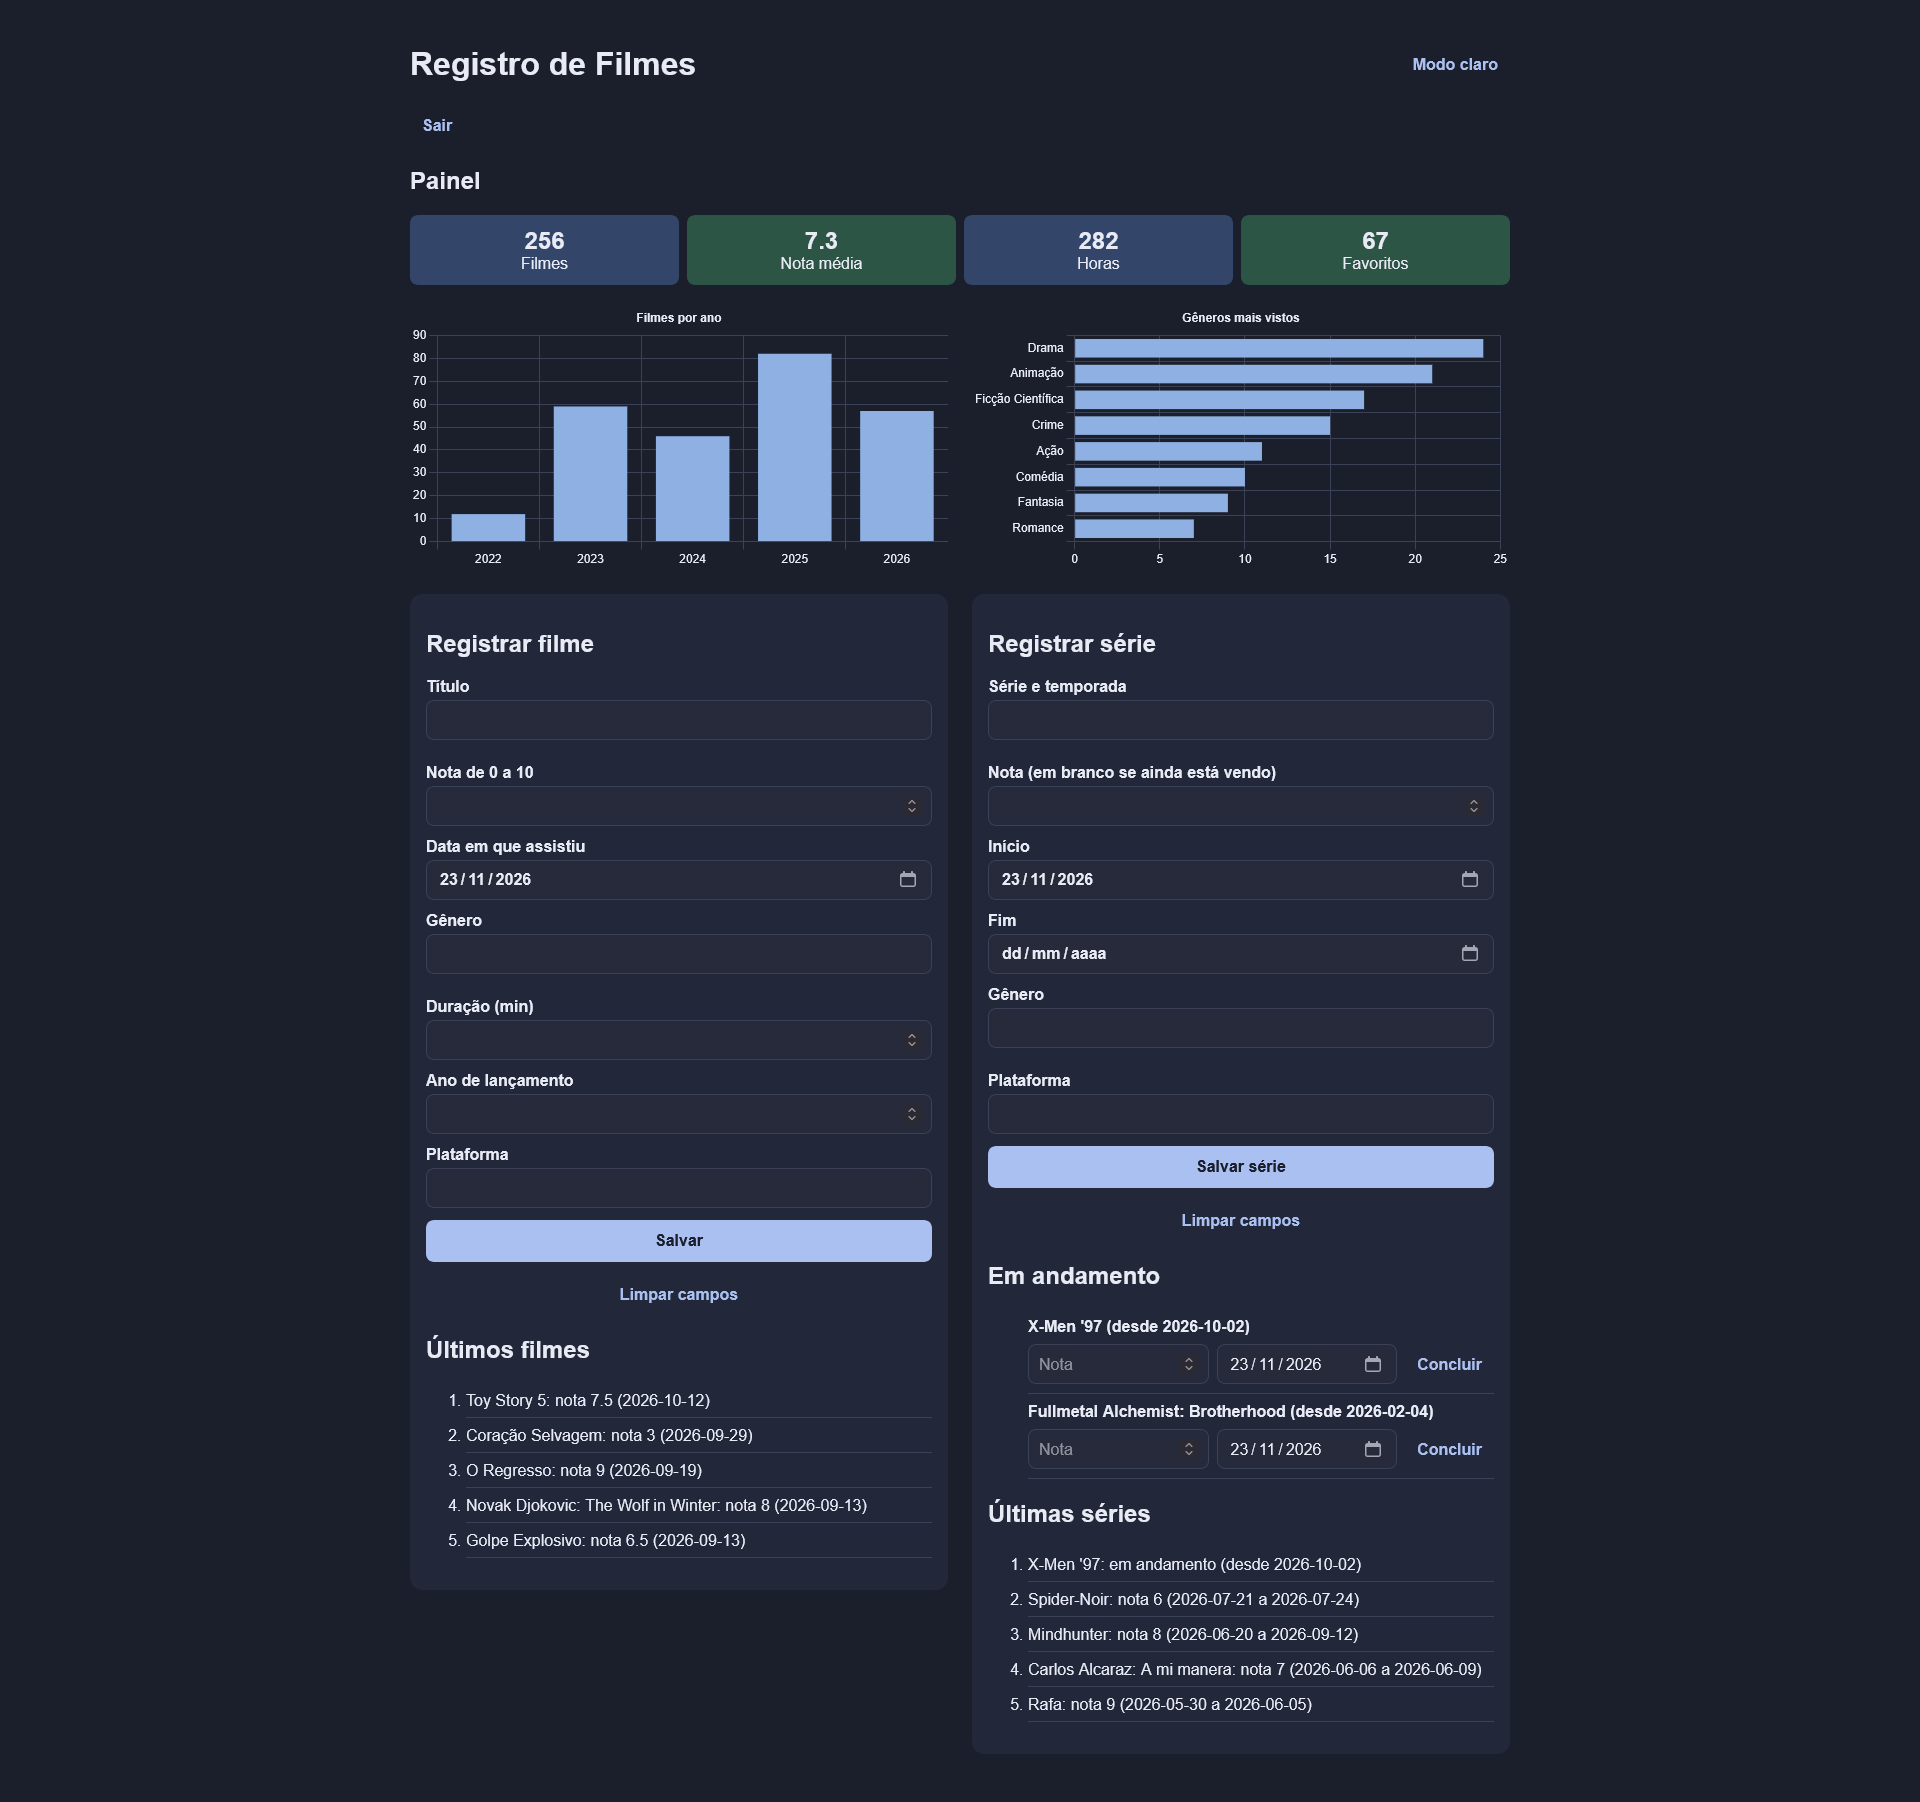 Registro de Filmes
Modo claro
Sair
Painel
256
Filmes
7.3
Nota média
282
Horas
67
Favoritos
Filmes por ano
90
80
70
60
50
40
30
20
10
0
2022 2023 2024 2025 2026
Gêneros mais vistos
Drama
Animação
Ficção Científica
Crime
Ação
Comédia
Fantasia
Romance
0 5 10 15 20 25
Registrar filme
Título
Nota de 0 a 10
Data em que assistiu
23/11/2026
Gênero
Duração (min)
Ano de lançamento
Plataforma
Salvar
Limpar campos
Últimos filmes
1. Toy Story 5: nota 7.5 (2026-10-12)
2. Coração Selvagem: nota 3 (2026-09-29)
3. O Regresso: nota 9 (2026-09-19)
4. Novak Djokovic: The Wolf in Winter: nota 8 (2026-09-13)
5. Golpe Explosivo: nota 6.5 (2026-09-13)
Registrar série
Série e temporada
Nota (em branco se ainda está vendo)
Início
23/11/2026
Fim
dd/mm/aaaa
Gênero
Plataforma
Salvar série
Limpar campos
Em andamento
X-Men '97 (desde 2026-10-02)
Nota 23/11/2026 Concluir
Fullmetal Alchemist: Brotherhood (desde 2026-02-04)
Nota 23/11/2026 Concluir
Últimas séries
1. X-Men '97: em andamento (desde 2026-10-02)
2. Spider-Noir: nota 6 (2026-07-21 a 2026-07-24)
3. Mindhunter: nota 8 (2026-06-20 a 2026-09-12)
4. Carlos Alcaraz: A mi manera: nota 7 (2026-06-06 a 2026-06-09)
5. Rafa: nota 9 (2026-05-30 a 2026-06-05)